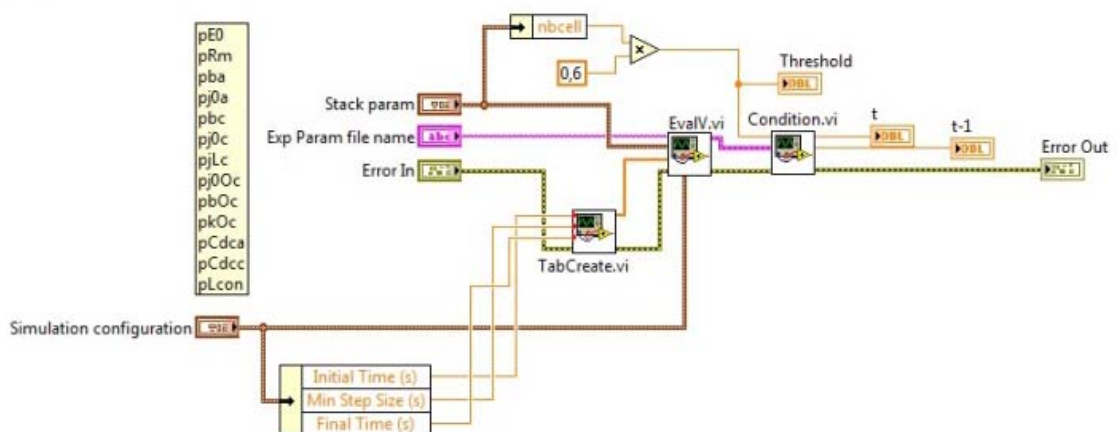 pE0
pRm
pba
pj0a
pbc
pj0c
pjLc
pj0Oc
pbOc
pkOc
pCdca
pCdcc
pLcon
nbcell
0,6
Threshold
DBL
Stack param
Exp Param file name
abc
Error In
EvalV.vi
Condition.vi
t
DBL
t-1
DBL
Error Out
TabCreate.vi
Simulation configuration
Initial Time (s)
Min Step Size (s)
Final Time (s)